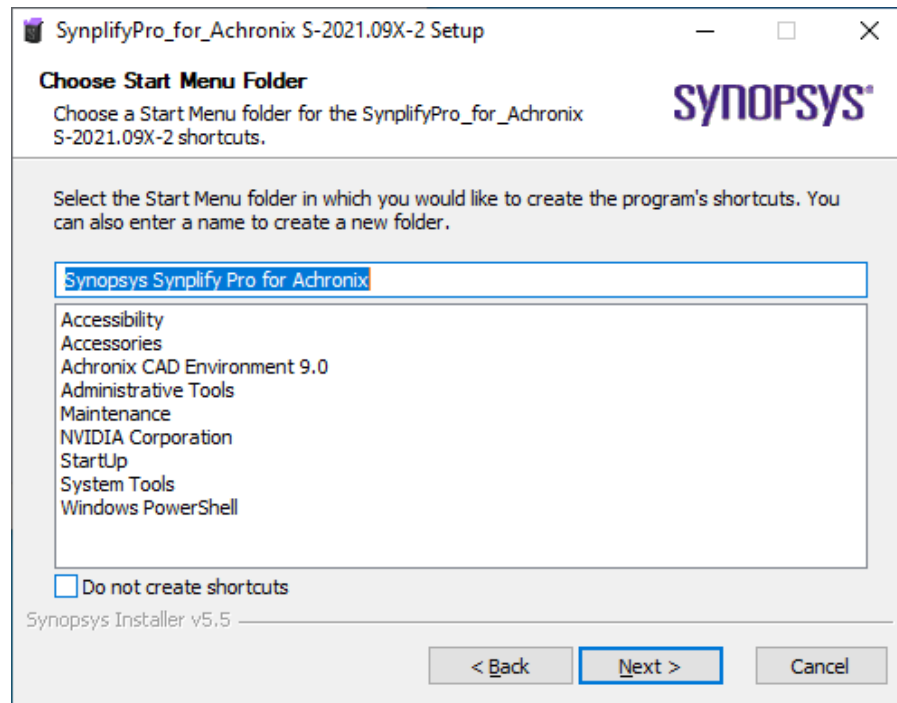 SynplifyPro_for_Achronix S-2021.09X-2 Setup
Choose Start Menu Folder
Choose a Start Menu folder for the SynplifyPro_for_Achronix
S-2021.09X-2 shortcuts.
SYNOPSYS®
Select the Start Menu folder in which you would like to create the program's shortcuts. You
can also enter a name to create a new folder.
Synopsys Synplify Pro for Achronix
Accessibility
Accessories
Achronix CAD Environment 9.0
Administrative Tools
Maintenance
NVIDIA Corporation
StartUp
System Tools
Windows PowerShell
Do not create shortcuts
Synopsys Installer v5.5
< Back
Next >
Cancel